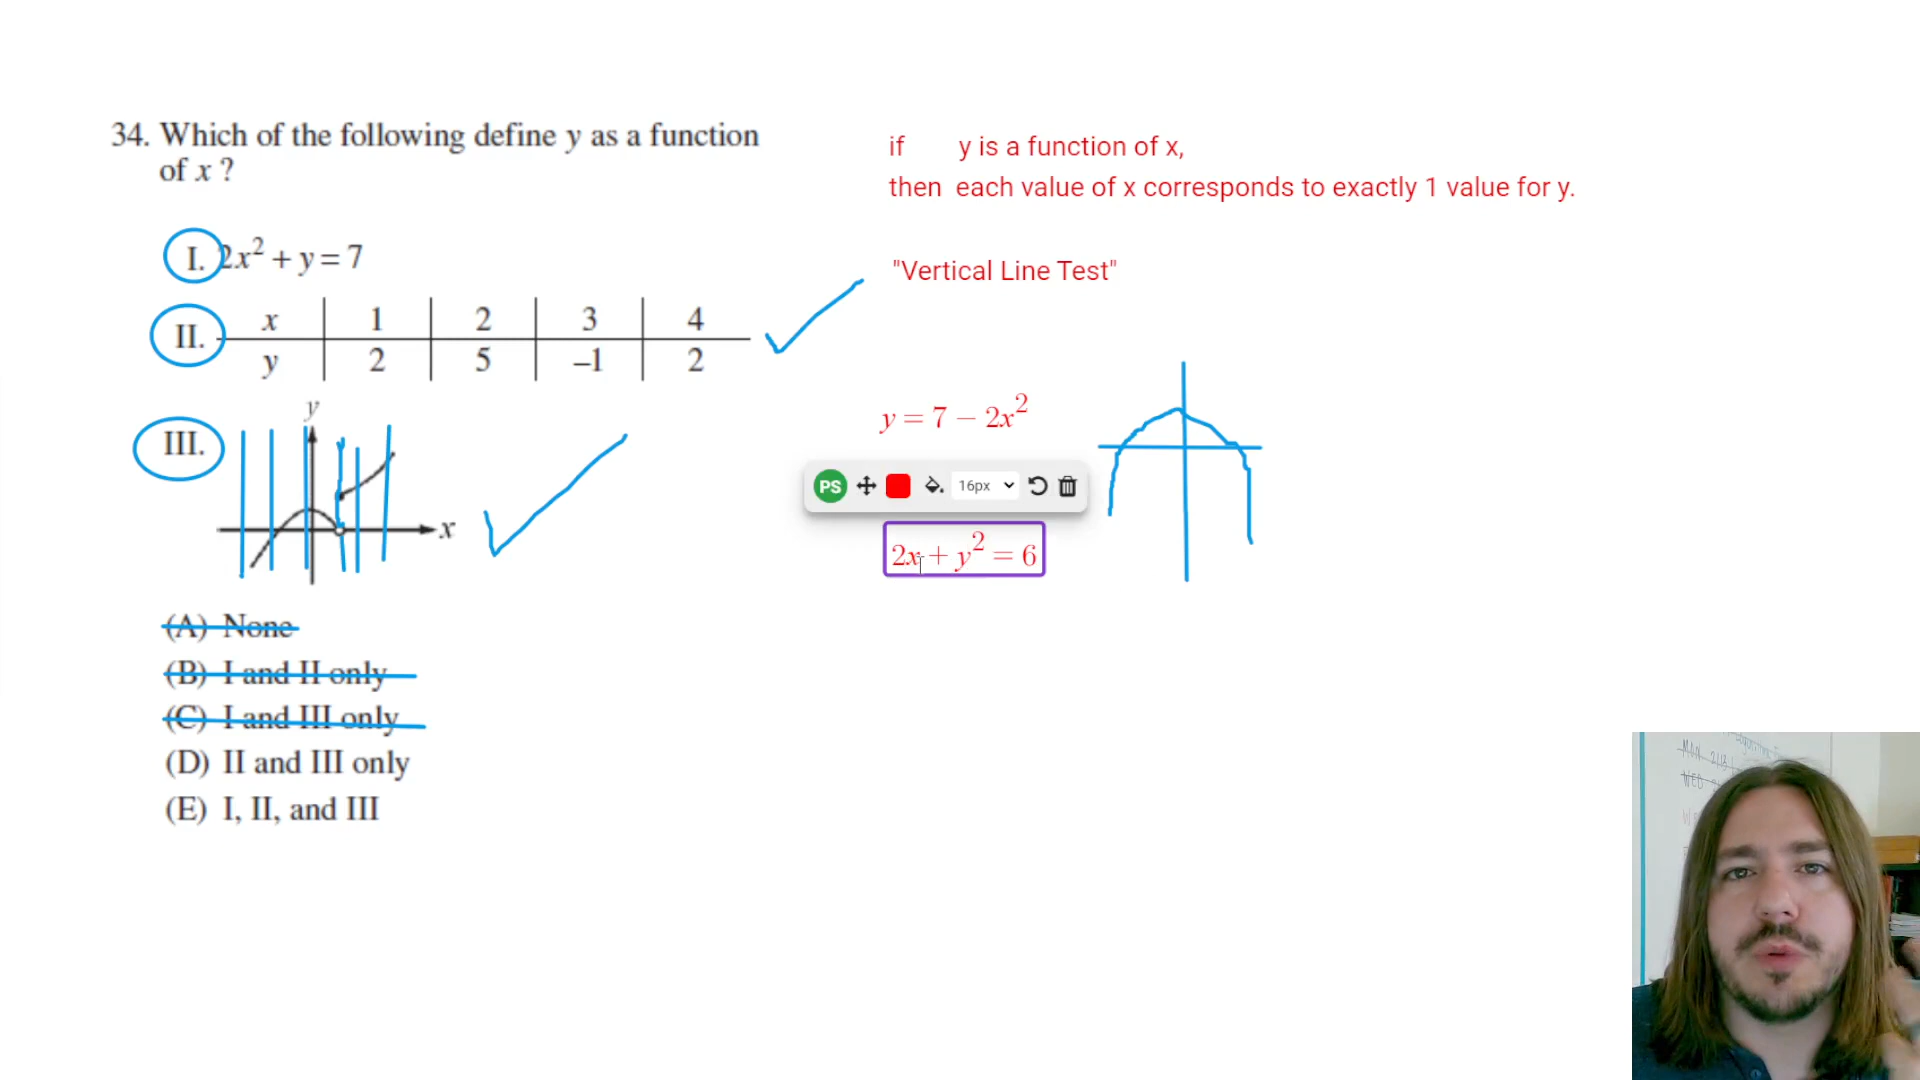 34. Which of the following define y as a function
of x ?
I. 2x² + y = 7
II. x 1 2 3 4
y 2 5 –1 2
III.
y
x
(A) None
(B) I and II only
(C) I and III only
(D) II and III only
(E) I, II, and III
if y is a function of x,
then each value of x corresponds to exactly 1 value for y.
"Vertical Line Test"
y = 7 − 2x²
PS 16px
2x + y² = 6